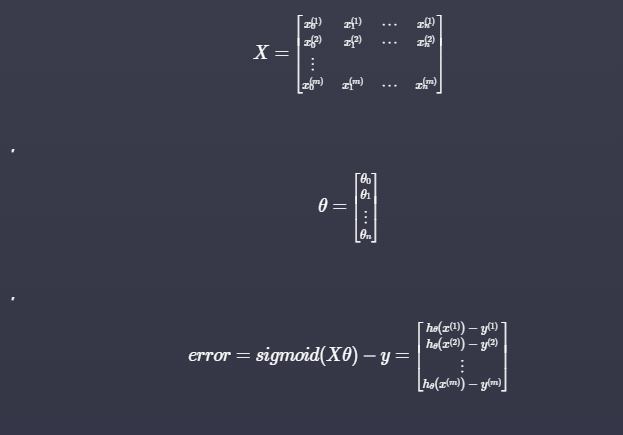 X = [x_0^{(1)} x_1^{(1)} ⋯ x_n^{(1)}
x_0^{(2)} x_1^{(2)} ⋯ x_n^{(2)}
⋮
x_0^{(m)} x_1^{(m)} ⋯ x_n^{(m)}]
,
θ = [θ_0
θ_1
⋮
θ_n]
,
error = sigmoid(Xθ) − y = [h_θ(x^{(1)}) − y^{(1)}
h_θ(x^{(2)}) − y^{(2)}
⋮
h_θ(x^{(m)}) − y^{(m)}]